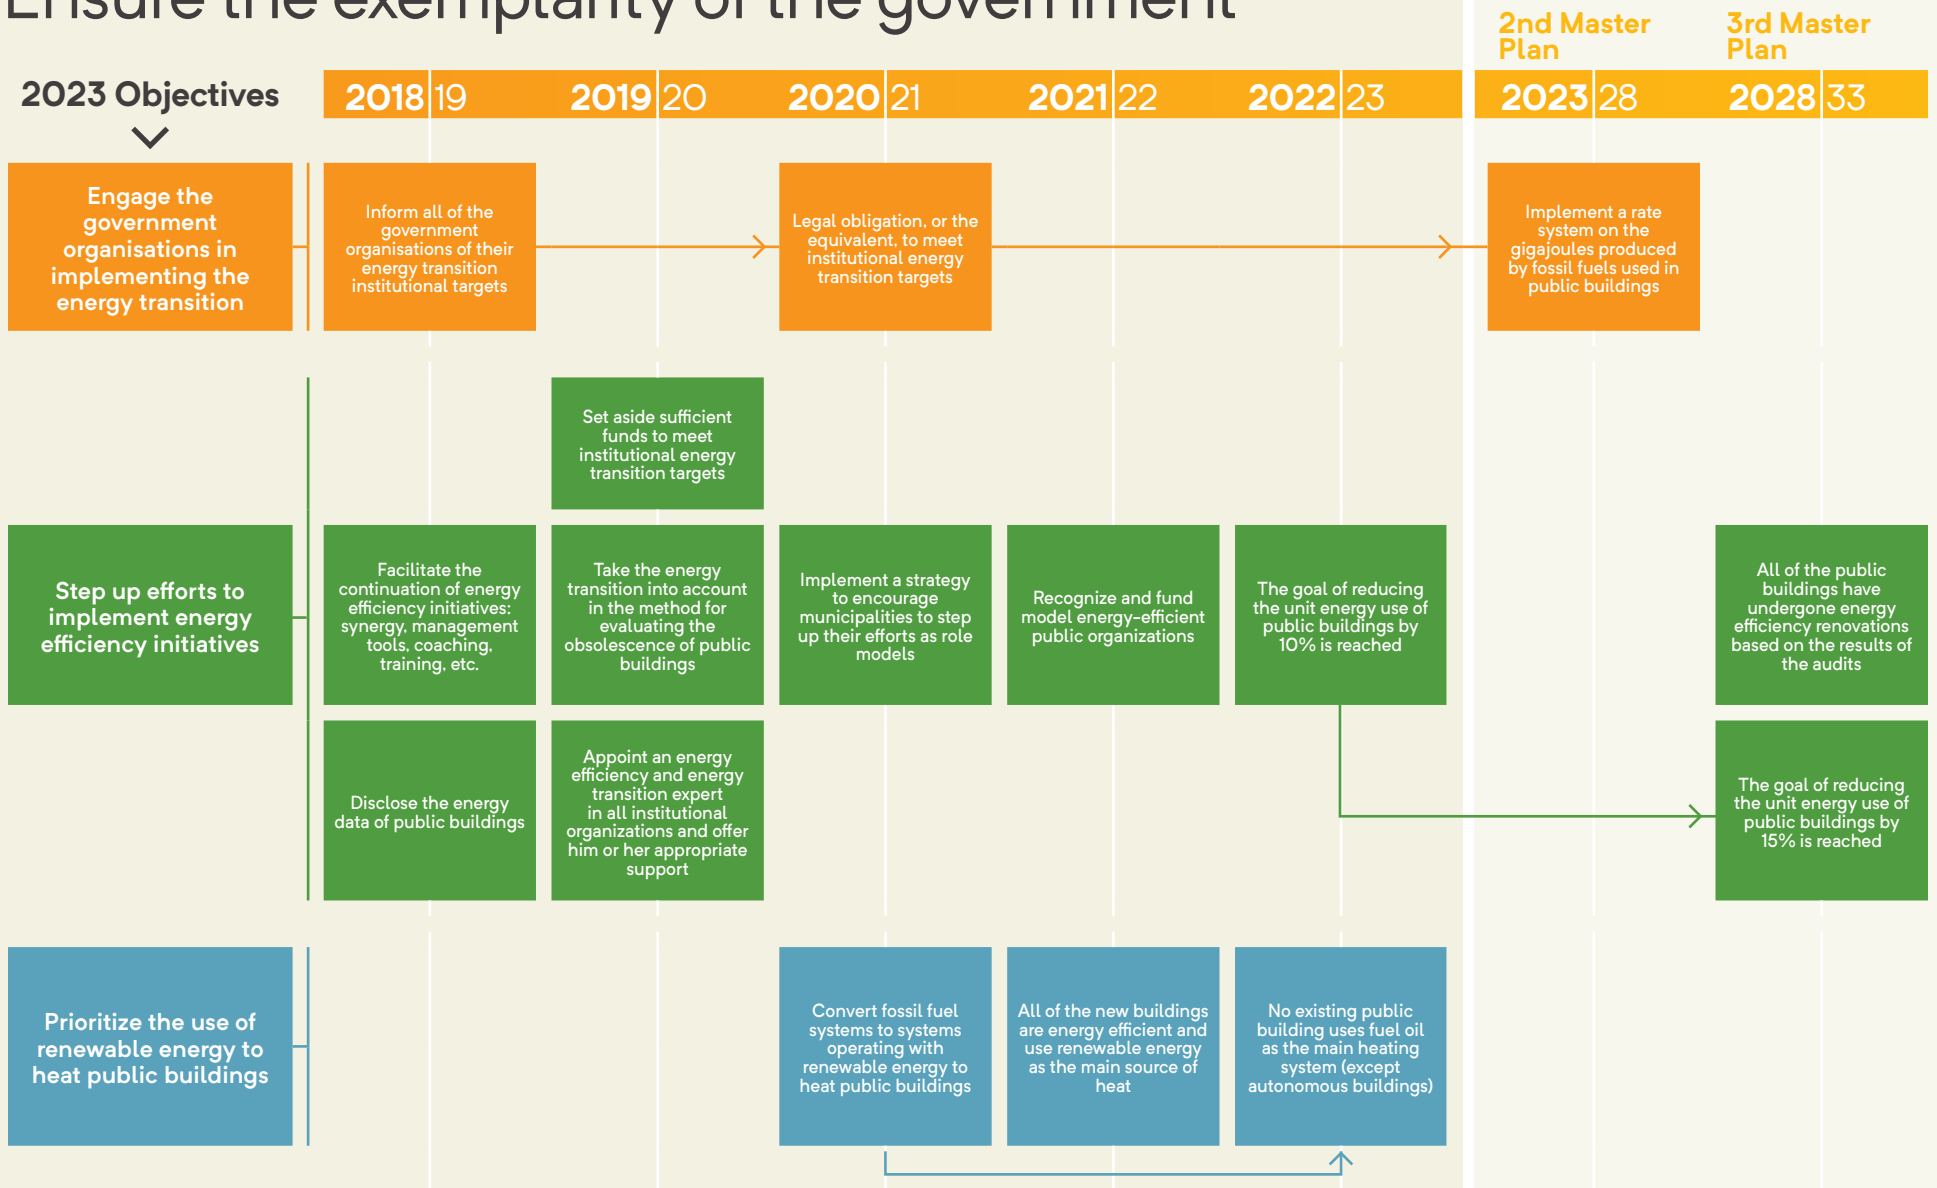 Ensure the exemplarity of the government
2nd Master
Plan
3rd Master
Plan
2023 Objectives
2018|19
2019|20
2020|21
2021|22
2022|23
2023|28
2028|33
Engage the
government
organisations in
implementing the
energy transition
Inform all of the
government
organisations of their
energy transition
institutional targets
Legal obligation, or the
equivalent, to meet
institutional energy
transition targets
Implement a rate
system on the
gigajoules produced
by fossil fuels used in
public buildings
Set aside sufficient
funds to meet
institutional energy
transition targets
Step up efforts to
implement energy
efficiency initiatives
Facilitate the
continuation of energy
efficiency initiatives:
synergy, management
tools, coaching,
training, etc.
Take the energy
transition into account
in the method for
evaluating the
obsolescence of public
buildings
Implement a strategy
to encourage
municipalities to step
up their efforts as role
models
Recognize and fund
model energy-efficient
public organizations
The goal of reducing
the unit energy use of
public buildings by
10% is reached
All of the public
buildings have
undergone energy
efficiency renovations
based on the results of
the audits
Disclose the energy
data of public buildings
Appoint an energy
efficiency and energy
transition expert
in all institutional
organizations and offer
him or her appropriate
support
The goal of reducing
the unit energy use of
public buildings by
15% is reached
Prioritize the use of
renewable energy to
heat public buildings
Convert fossil fuel
systems to systems
operating with
renewable energy to
heat public buildings
All of the new buildings
are energy efficient and
use renewable energy
as the main source of
heat
No existing public
building uses fuel oil
as the main heating
system (except
autonomous buildings)